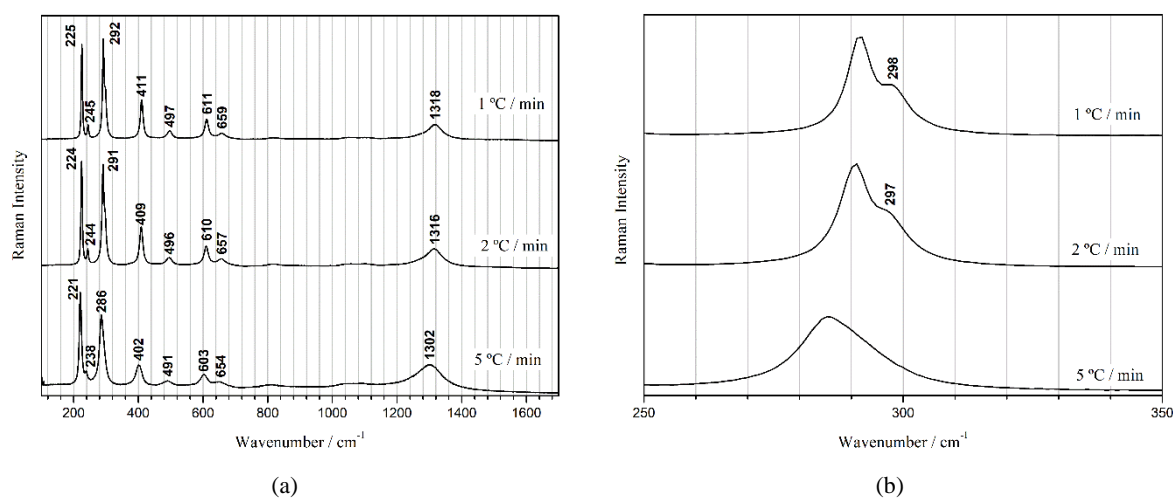 225
292
245
411
497
611
659
1318
1 ºC / min
224
291
244
409
496
610
657
1316
2 ºC / min
221
286
238
402
491
603
654
1302
5 ºC / min
Raman Intensity
200 400 600 800 1000 1200 1400 1600
Wavenumber / cm⁻¹
(a)
298
1 ºC / min
297
2 ºC / min
5 ºC / min
Raman Intensity
250 300 350
Wavenumber / cm⁻¹
(b)